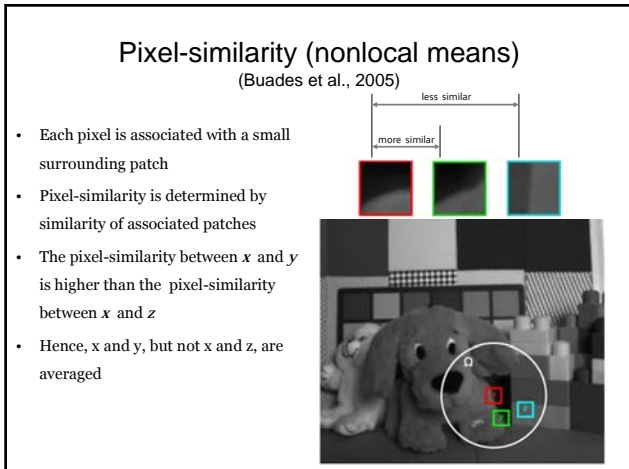 Pixel-similarity (nonlocal means)
(Buades et al., 2005)
less similar
more similar
• Each pixel is associated with a small
surrounding patch
• Pixel-similarity is determined by
similarity of associated patches
• The pixel-similarity between x and y
is higher than the pixel-similarity
between x and z
• Hence, x and y, but not x and z, are
averaged
Ω